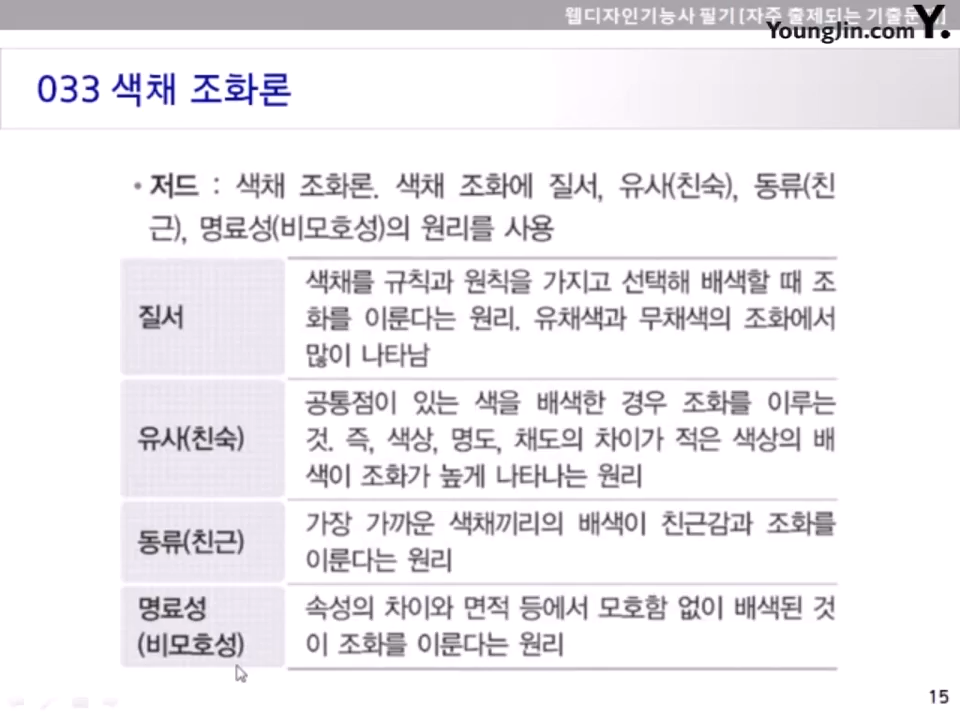 웹디자인기능사 필기 [자주 출제되는 기출문제]
YoungJin.com Y.
033 색채 조화론
• 저드 : 색채 조화론. 색채 조화에 질서, 유사(친숙), 동류(친
근), 명료성(비모호성)의 원리를 사용
질서
색채를 규칙과 원칙을 가지고 선택해 배색할 때 조
화를 이룬다는 원리. 유채색과 무채색의 조화에서
많이 나타남
유사(친숙)
공통점이 있는 색을 배색한 경우 조화를 이루는
것. 즉, 색상, 명도, 채도의 차이가 적은 색상의 배
색이 조화가 높게 나타나는 원리
동류(친근)
가장 가까운 색채끼리의 배색이 친근감과 조화를
이룬다는 원리
명료성
(비모호성)
속성의 차이와 면적 등에서 모호함 없이 배색된 것
이 조화를 이룬다는 원리
15